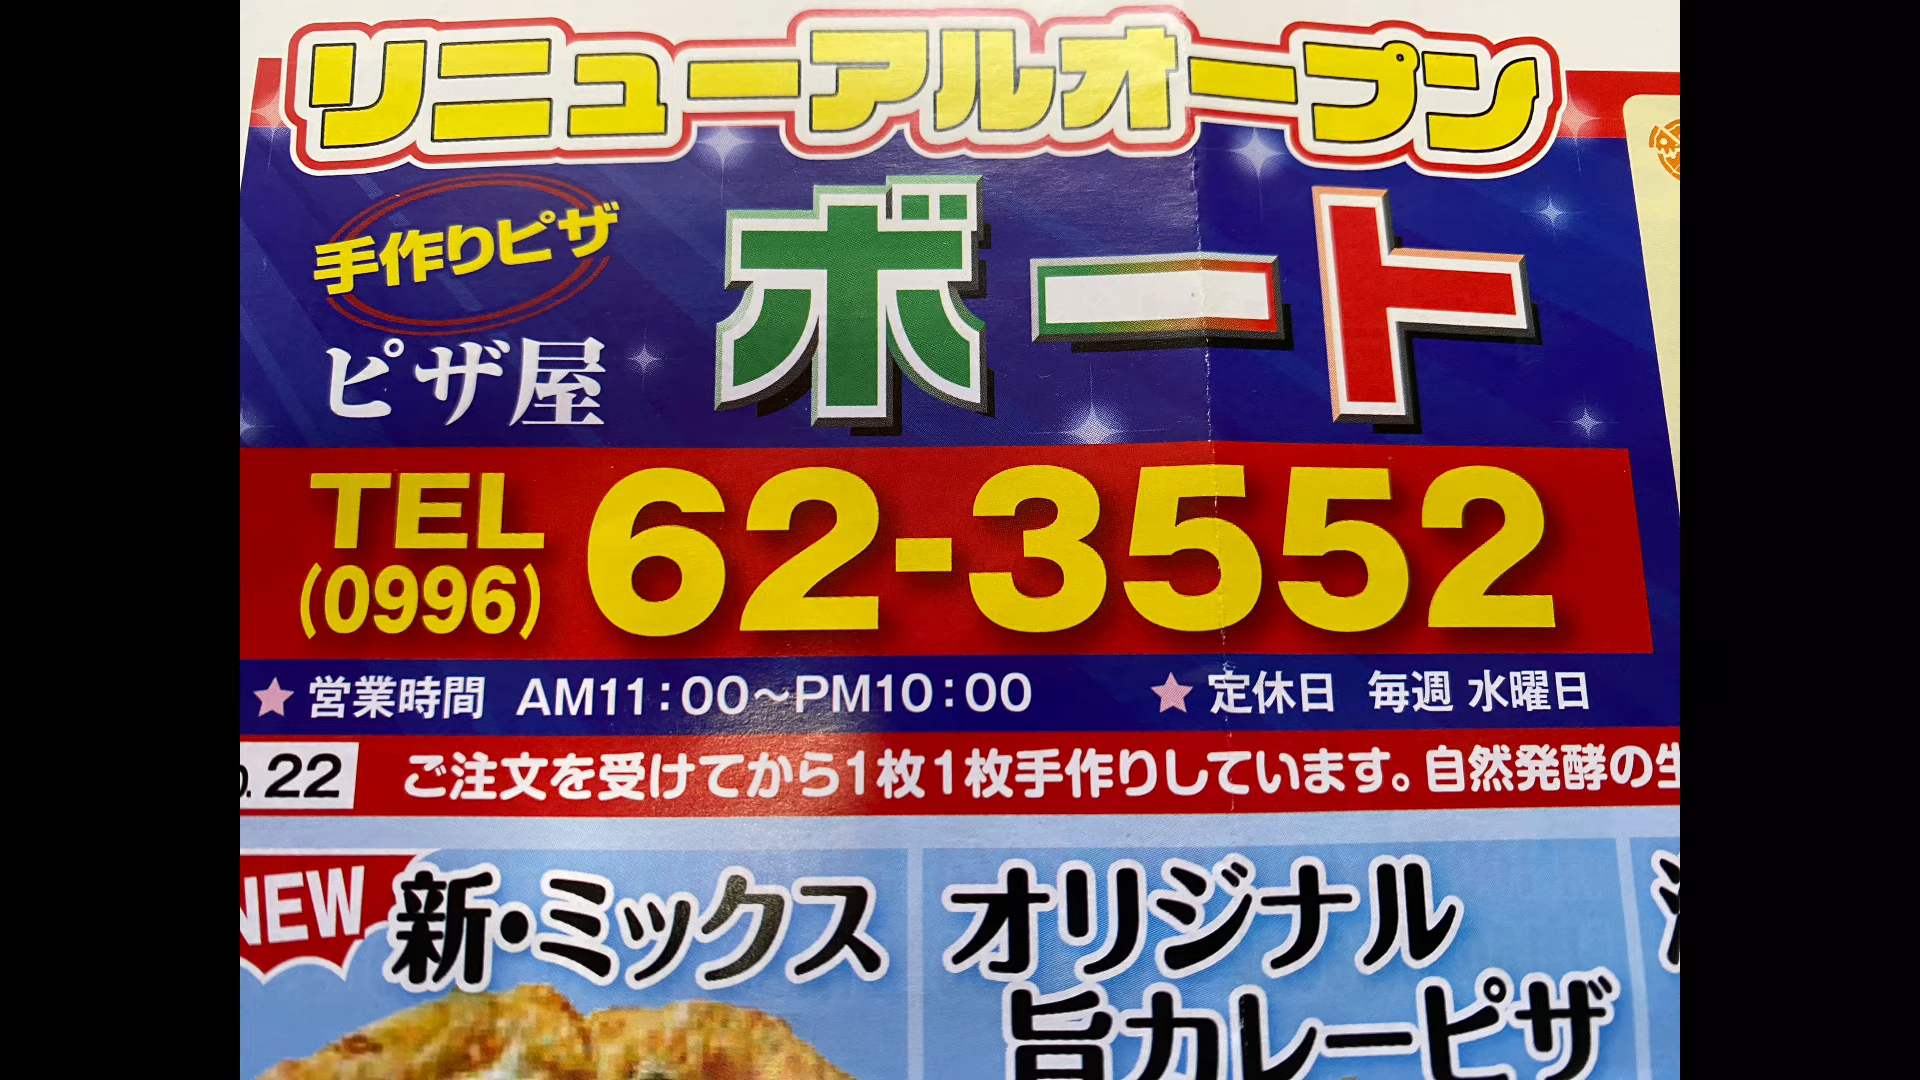 リニューアルオープン
手作りピザ
ピザ屋 ボート
TEL
(0996) 62-3552
★営業時間 AM11:00~PM10:00 ★定休日 毎週 水曜日
.22 ご注文を受けてから1枚1枚手作りしています。自然発酵の生
NEW 新・ミックス
オリジナル
旨カレーピザ